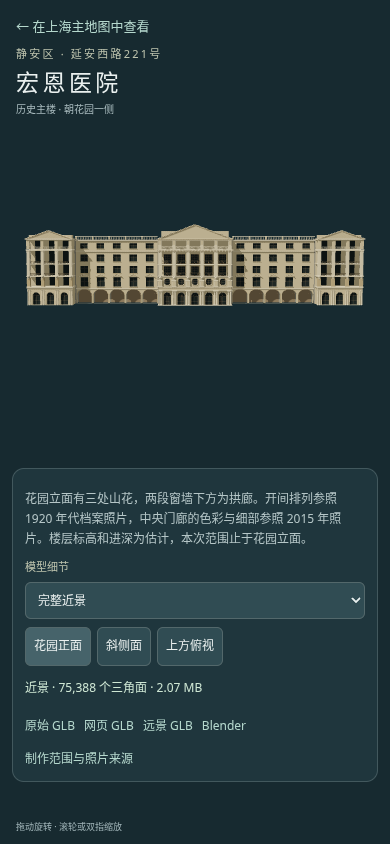 ← 在上海主地图中查看
静安区 · 延安西路221号
宏恩医院
历史主楼 · 朝花园一侧
花园立面有三处山花，两段窗墙下方为拱廊。开间排列参照
1920 年代档案照片，中央门廊的色彩与细部参照 2015 年照
片。楼层标高和进深为估计，本次范围止于花园立面。
模型细节
完整近景
花园正面 斜侧面 上方俯视
近景 · 75,388 个三角面 · 2.07 MB
原始 GLB 网页 GLB 远景 GLB Blender
制作范围与照片来源
拖动旋转 · 滚轮或双指缩放